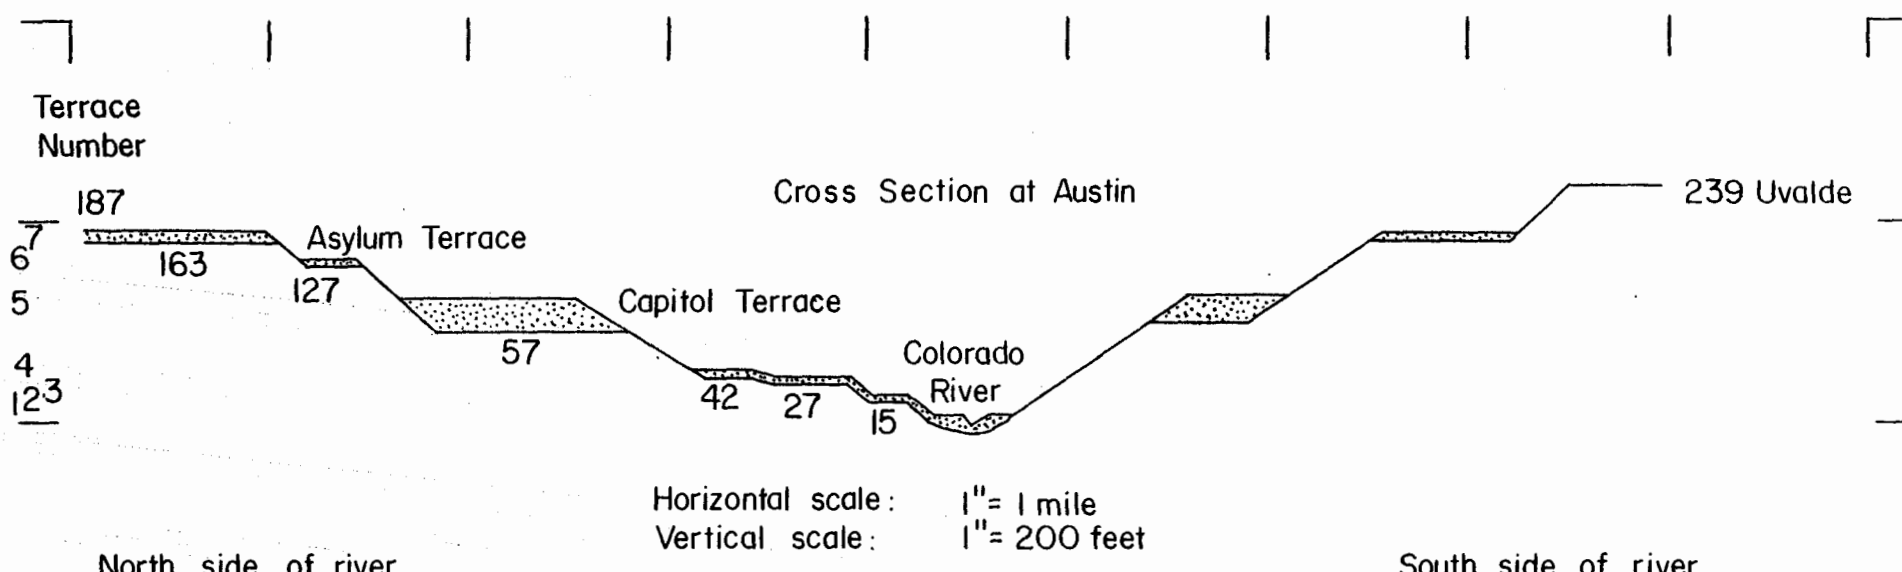 Terrace
Number
Cross Section at Austin
187
239 Uvalde
7
Asylum Terrace
6
163
127
5
Capitol Terrace
57
4
Colorado
River
3
12
42
27
15
Horizontal scale: 1"= 1 mile
Vertical scale: 1"= 200 feet
North side of river
South side of river